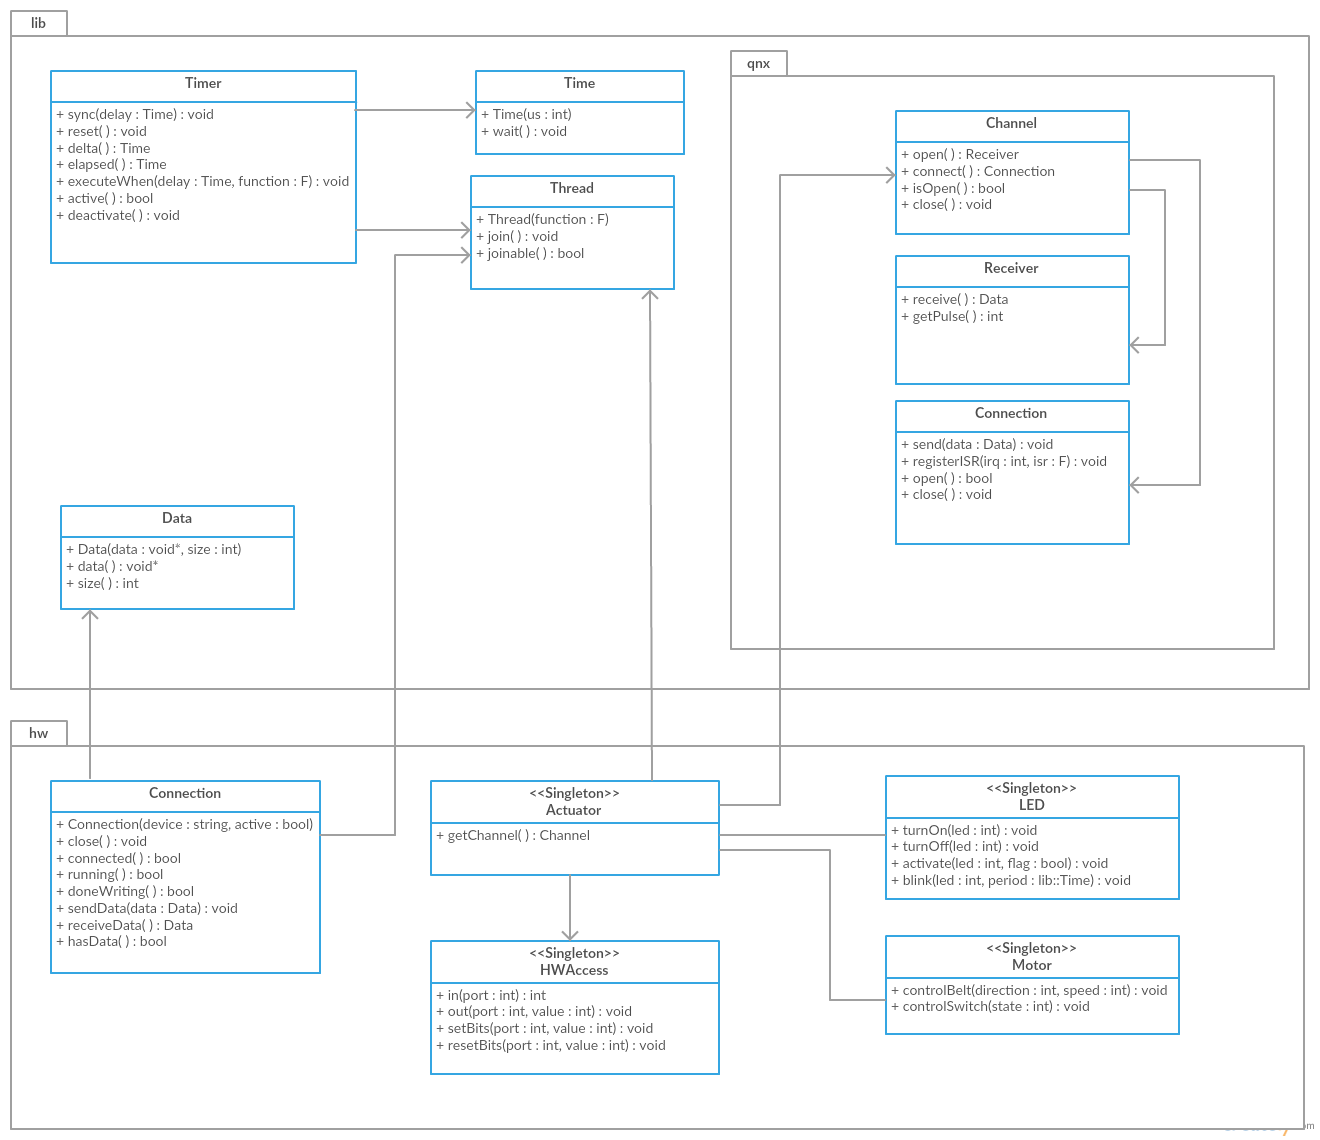 lib
Timer
+ sync(delay : Time) : void
+ reset( ) : void
+ delta( ) : Time
+ elapsed( ) : Time
+ executeWhen(delay : Time, function : F) : void
+ active( ) : bool
+ deactivate( ) : void
Time
+ Time(us : int)
+ wait( ) : void
Thread
+ Thread(function : F)
+ join( ) : void
+ joinable( ) : bool
qnx
Channel
+ open( ) : Receiver
+ connect( ) : Connection
+ isOpen( ) : bool
+ close( ) : void
Receiver
+ receive( ) : Data
+ getPulse( ) : int
Connection
+ send(data : Data) : void
+ registerISR(irq : int, isr : F) : void
+ open( ) : bool
+ close( ) : void
Data
+ Data(data : void*, size : int)
+ data( ) : void*
+ size( ) : int
hw
Connection
+ Connection(device : string, active : bool)
+ close( ) : void
+ connected( ) : bool
+ running( ) : bool
+ doneWriting( ) : bool
+ sendData(data : Data) : void
+ receiveData( ) : Data
+ hasData( ) : bool
<<Singleton>>
Actuator
+ getChannel( ) : Channel
<<Singleton>>
HWAccess
+ in(port : int) : int
+ out(port : int, value : int) : void
+ setBits(port : int, value : int) : void
+ resetBits(port : int, value : int) : void
<<Singleton>>
LED
+ turnOn(led : int) : void
+ turnOff(led : int) : void
+ activate(led : int, flag : bool) : void
+ blink(led : int, period : lib::Time) : void
<<Singleton>>
Motor
+ controlBelt(direction : int, speed : int) : void
+ controlSwitch(state : int) : void